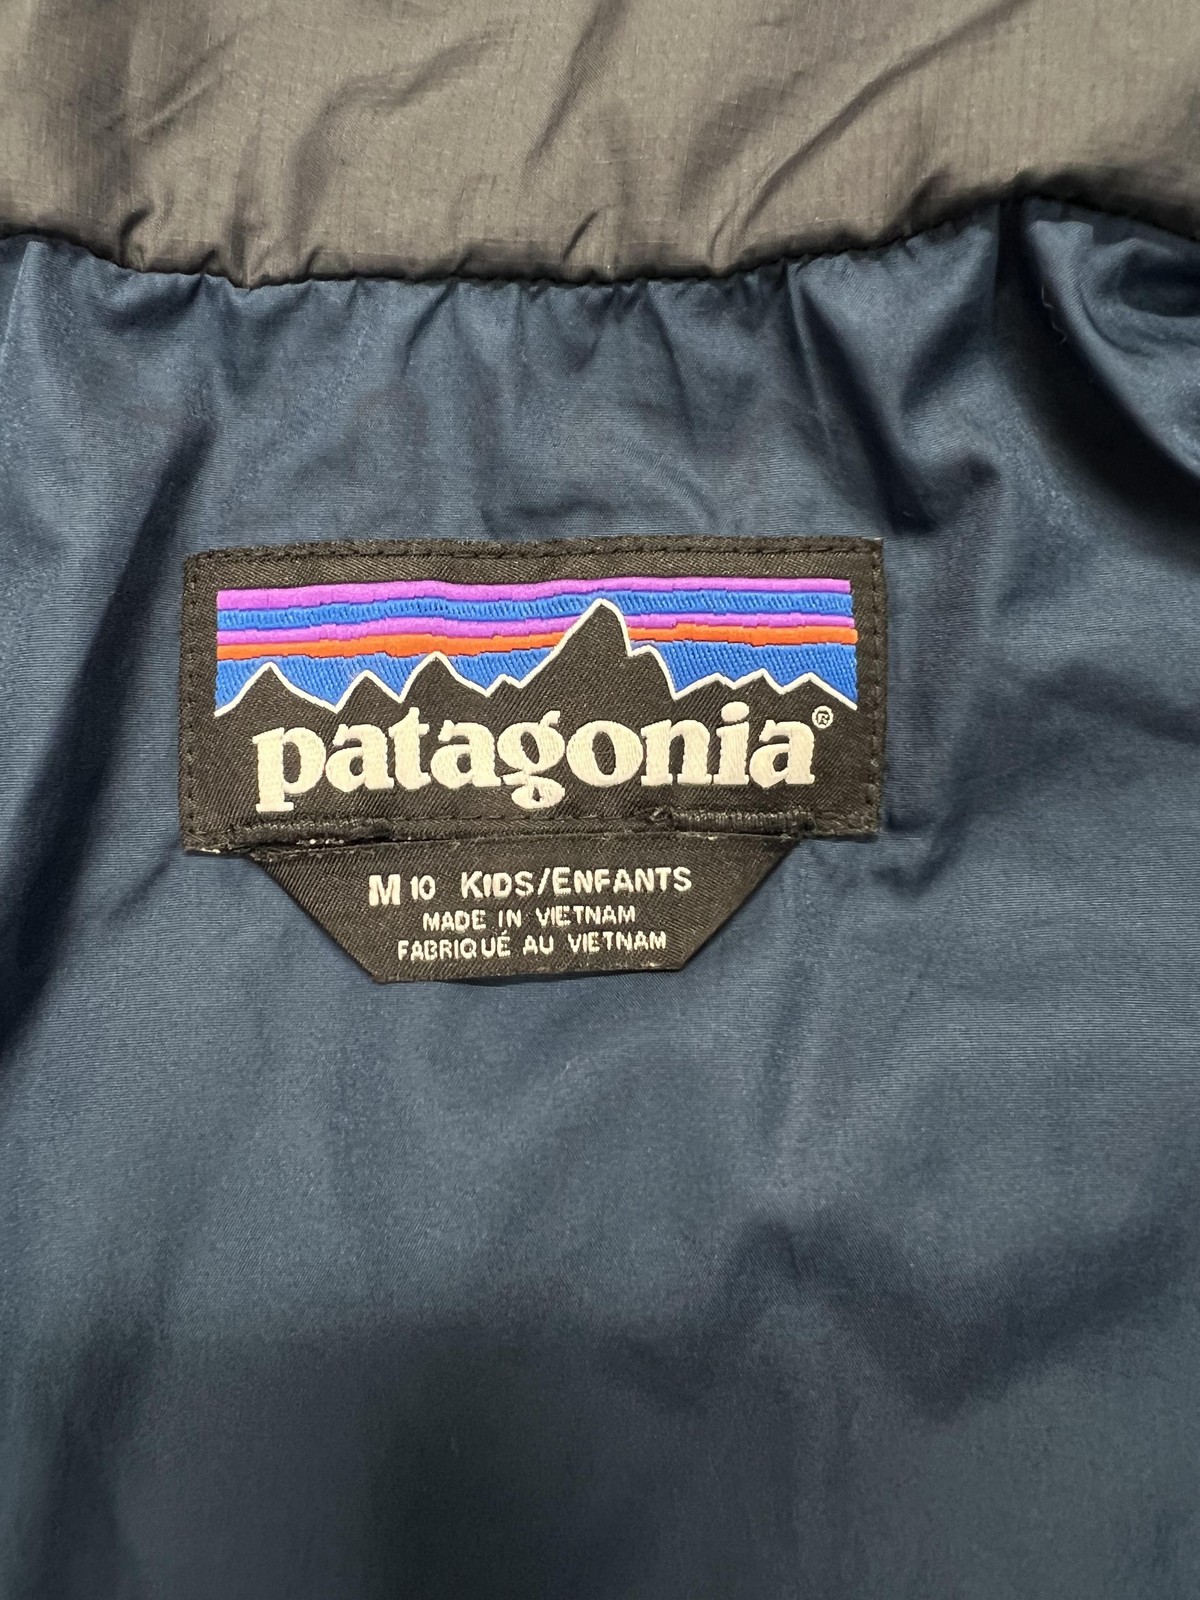 patagonia®
M 10 KIDS/ENFANTS
MADE IN VIETNAM
FABRIQUÉ AU VIETNAM